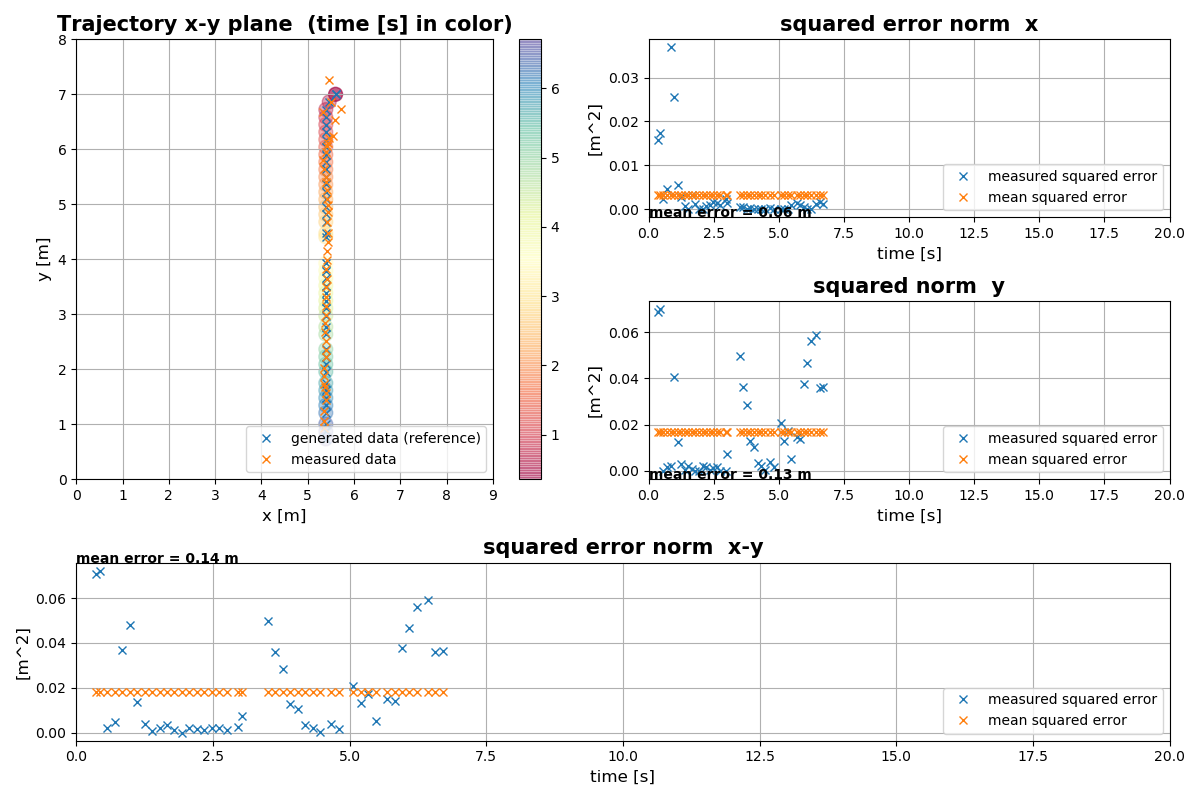 Trajectory x-y plane  (time [s] in color)
8
7
6
5
4
3
2
1
0
y [m]
0 1 2 3 4 5 6 7 8 9
x [m]
generated data (reference)
measured data
6
5
4
3
2
1
squared error norm  x
0.03
0.02
0.01
0.00
[m^2]
measured squared error
mean squared error
mean error = 0.06 m
0.0 2.5 5.0 7.5 10.0 12.5 15.0 17.5 20.0
time [s]
squared norm  y
0.06
0.04
0.02
0.00
[m^2]
measured squared error
mean squared error
mean error = 0.13 m
0.0 2.5 5.0 7.5 10.0 12.5 15.0 17.5 20.0
time [s]
squared error norm  x-y
mean error = 0.14 m
0.06
0.04
0.02
0.00
[m^2]
measured squared error
mean squared error
0.0 2.5 5.0 7.5 10.0 12.5 15.0 17.5 20.0
time [s]